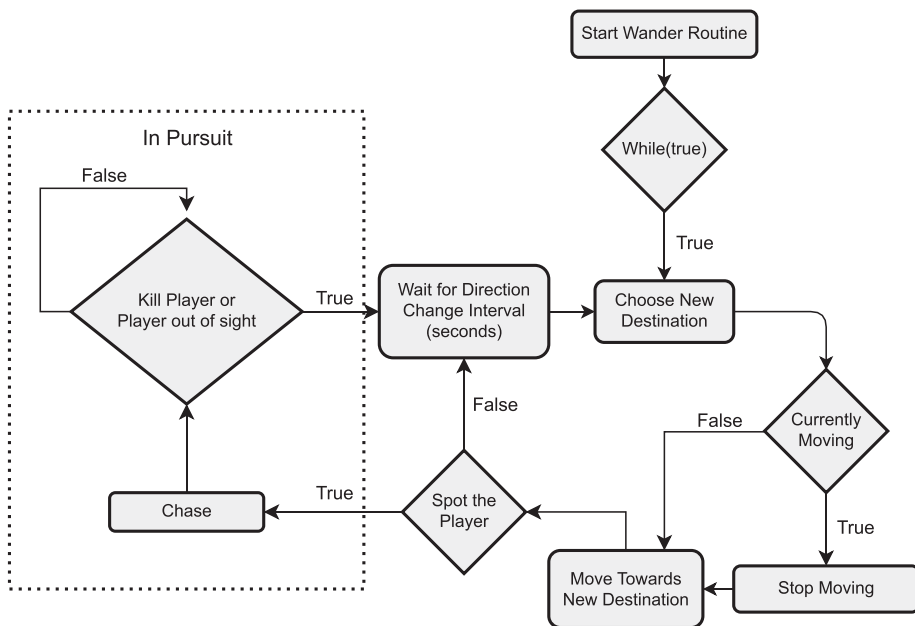 Start Wander Routine
While(true)
True
In Pursuit
False
Kill Player or
Player out of sight
True
Wait for Direction
Change Interval
(seconds)
Choose New
Destination
False
Currently
Moving
False
True
Spot the
Player
True
Chase
Move Towards
New Destination
Stop Moving